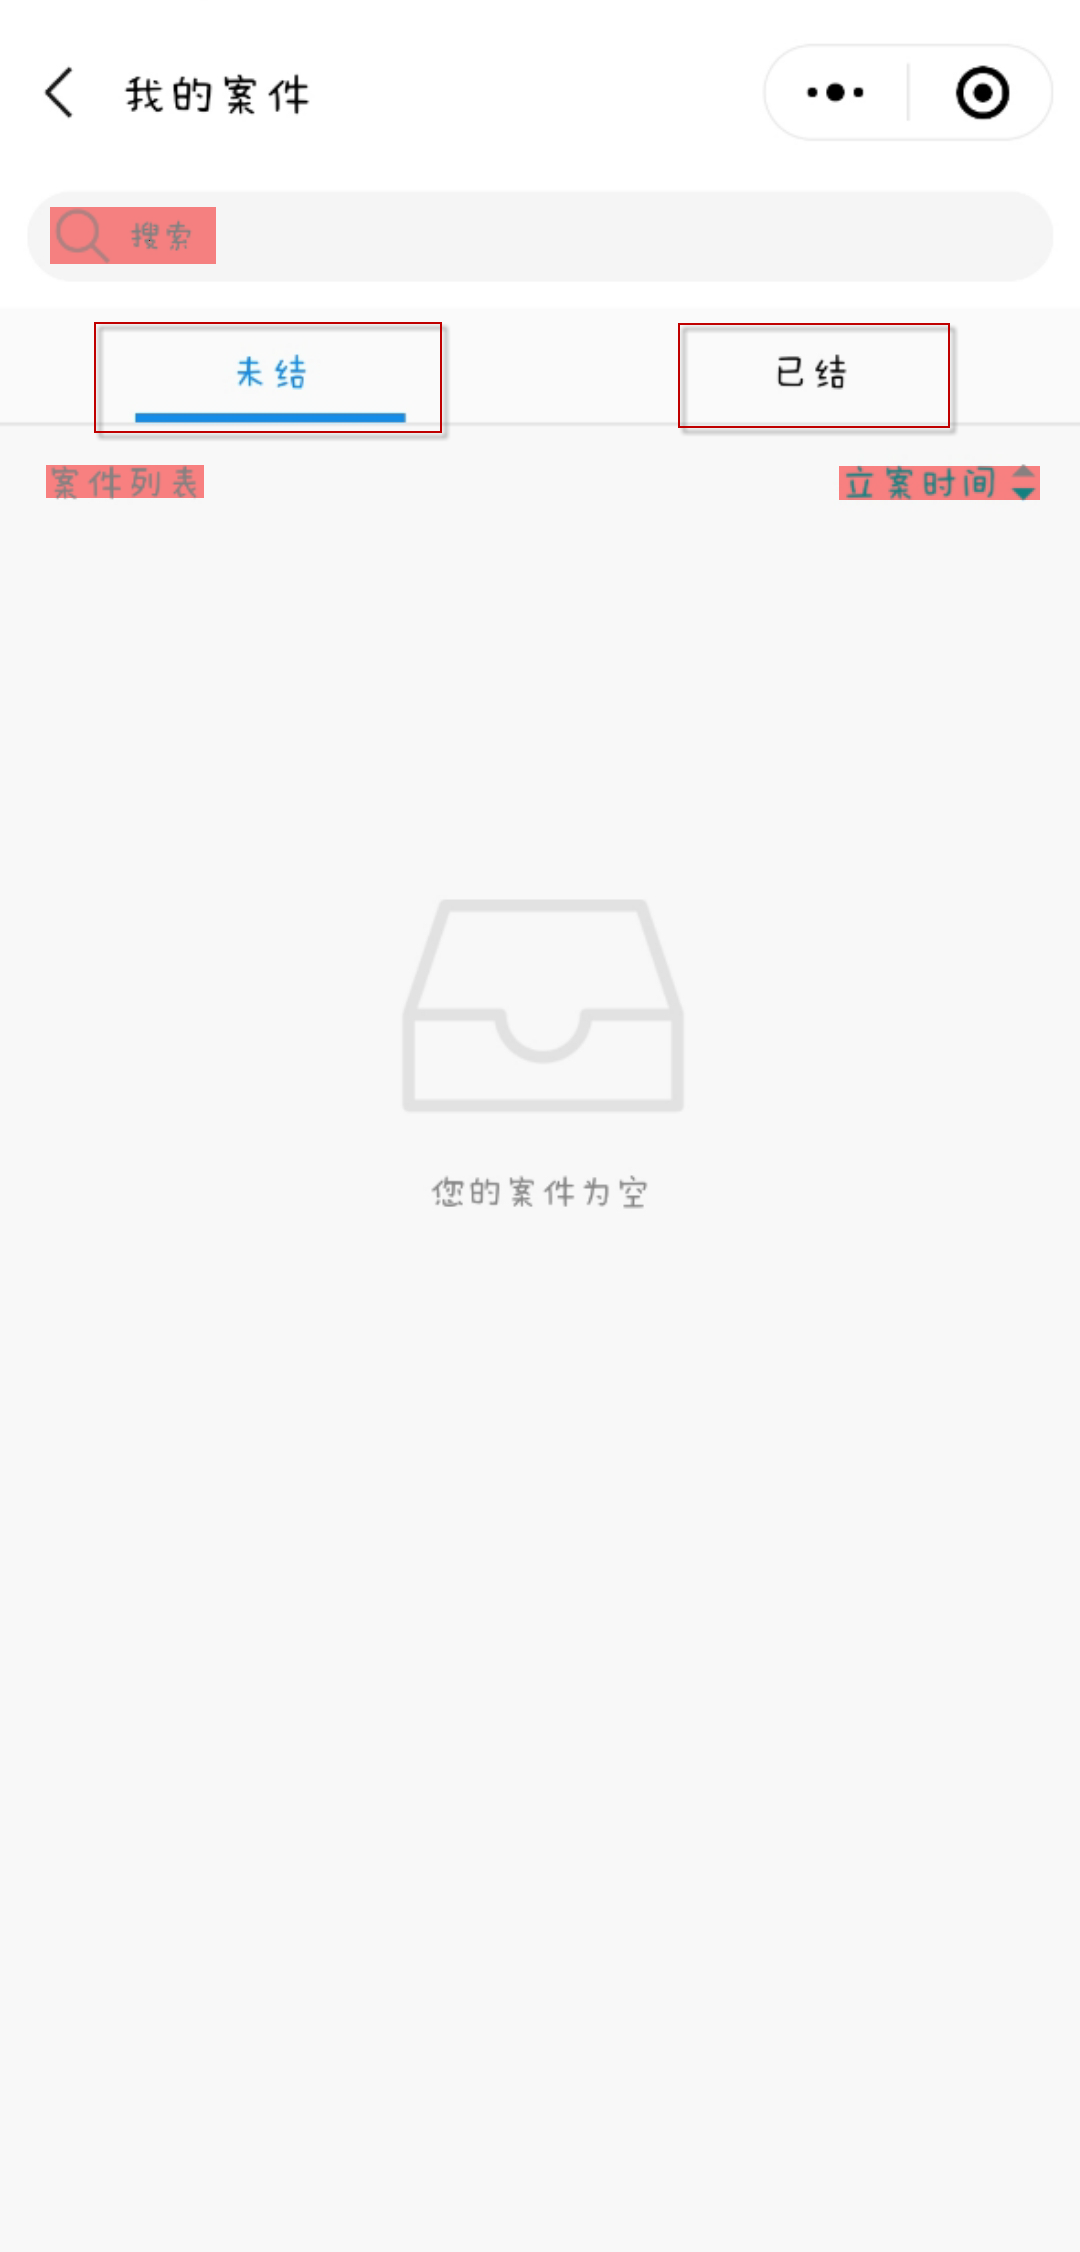 我的案件
搜索
未结 已结
案件列表 立案时间
您的案件为空